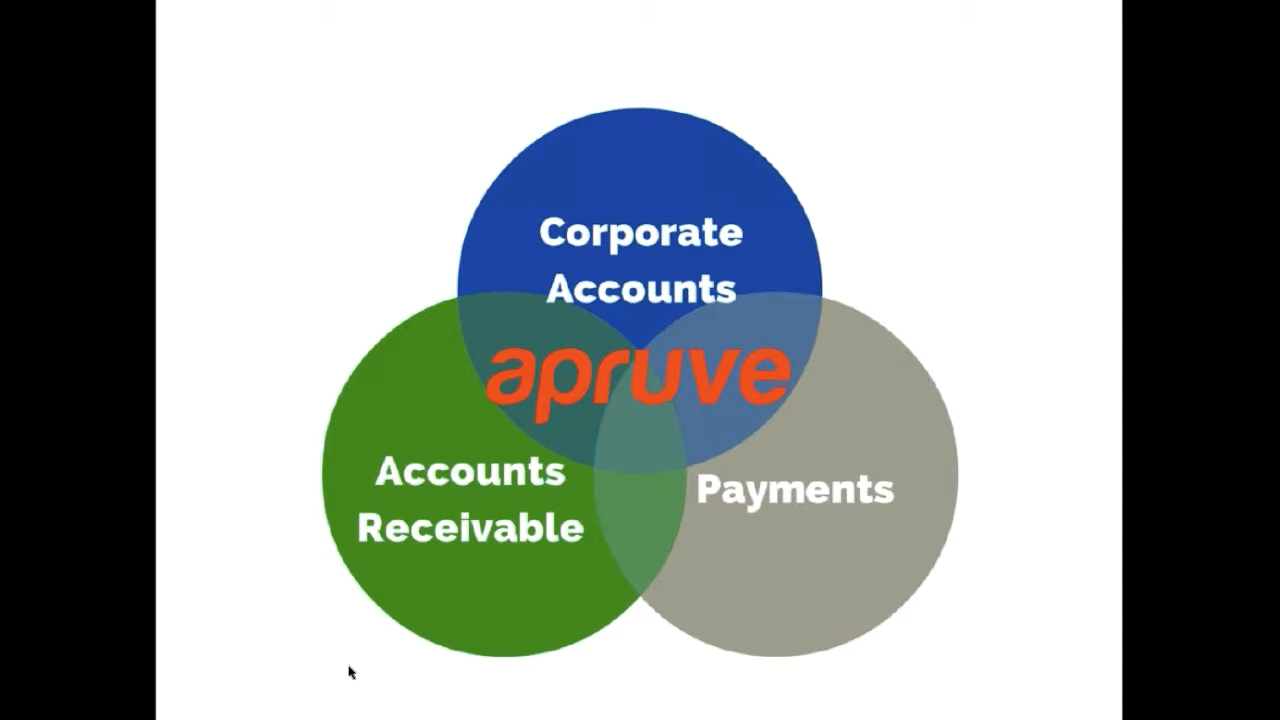 Corporate
Accounts
apruve
Accounts
Receivable
Payments